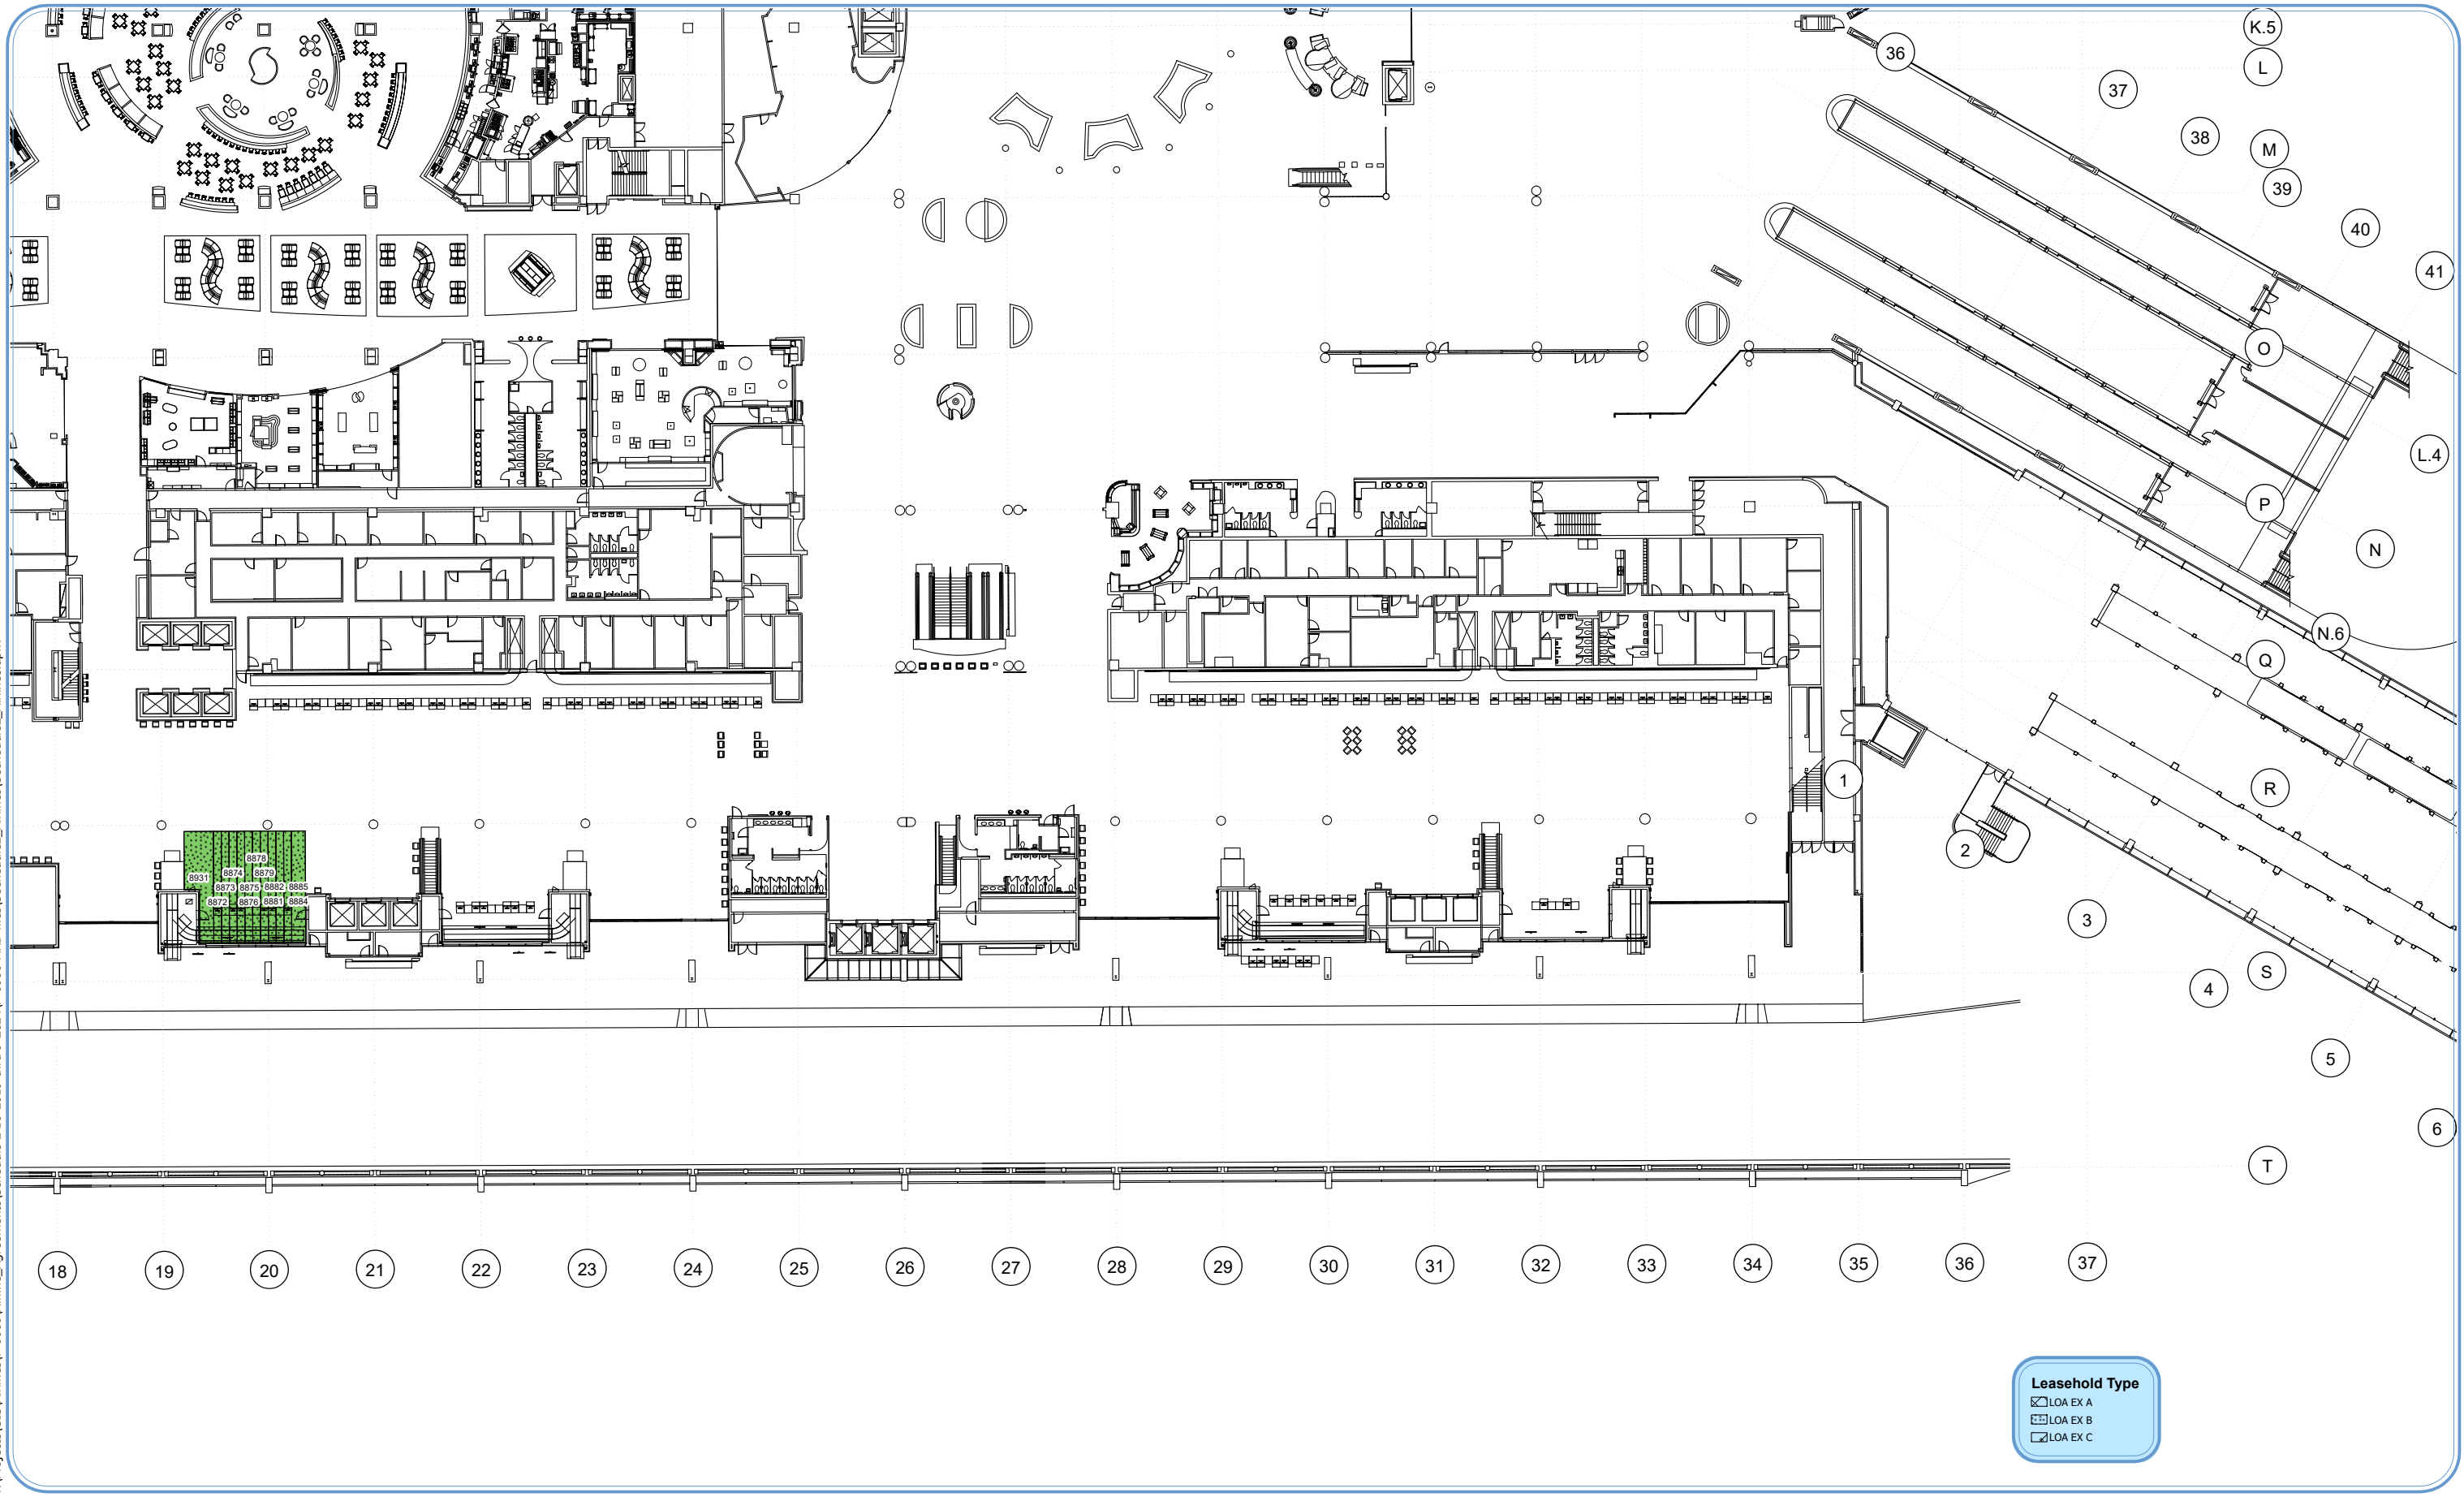 K.5
36
L
37
38
M
39
40
41
O
L.4
P
N
N.6
Q
1
R
2
8878
8874 8879
8931
8873 8875 8882 8885
8872 8876 8881 8884
3
S
4
5
6
T
18 19 20 21 22 23 24 25 26 27 28 29 30 31 32 33 34 35 36 37
Leasehold Type
LOA EX A
LOA EX B
LOA EX C